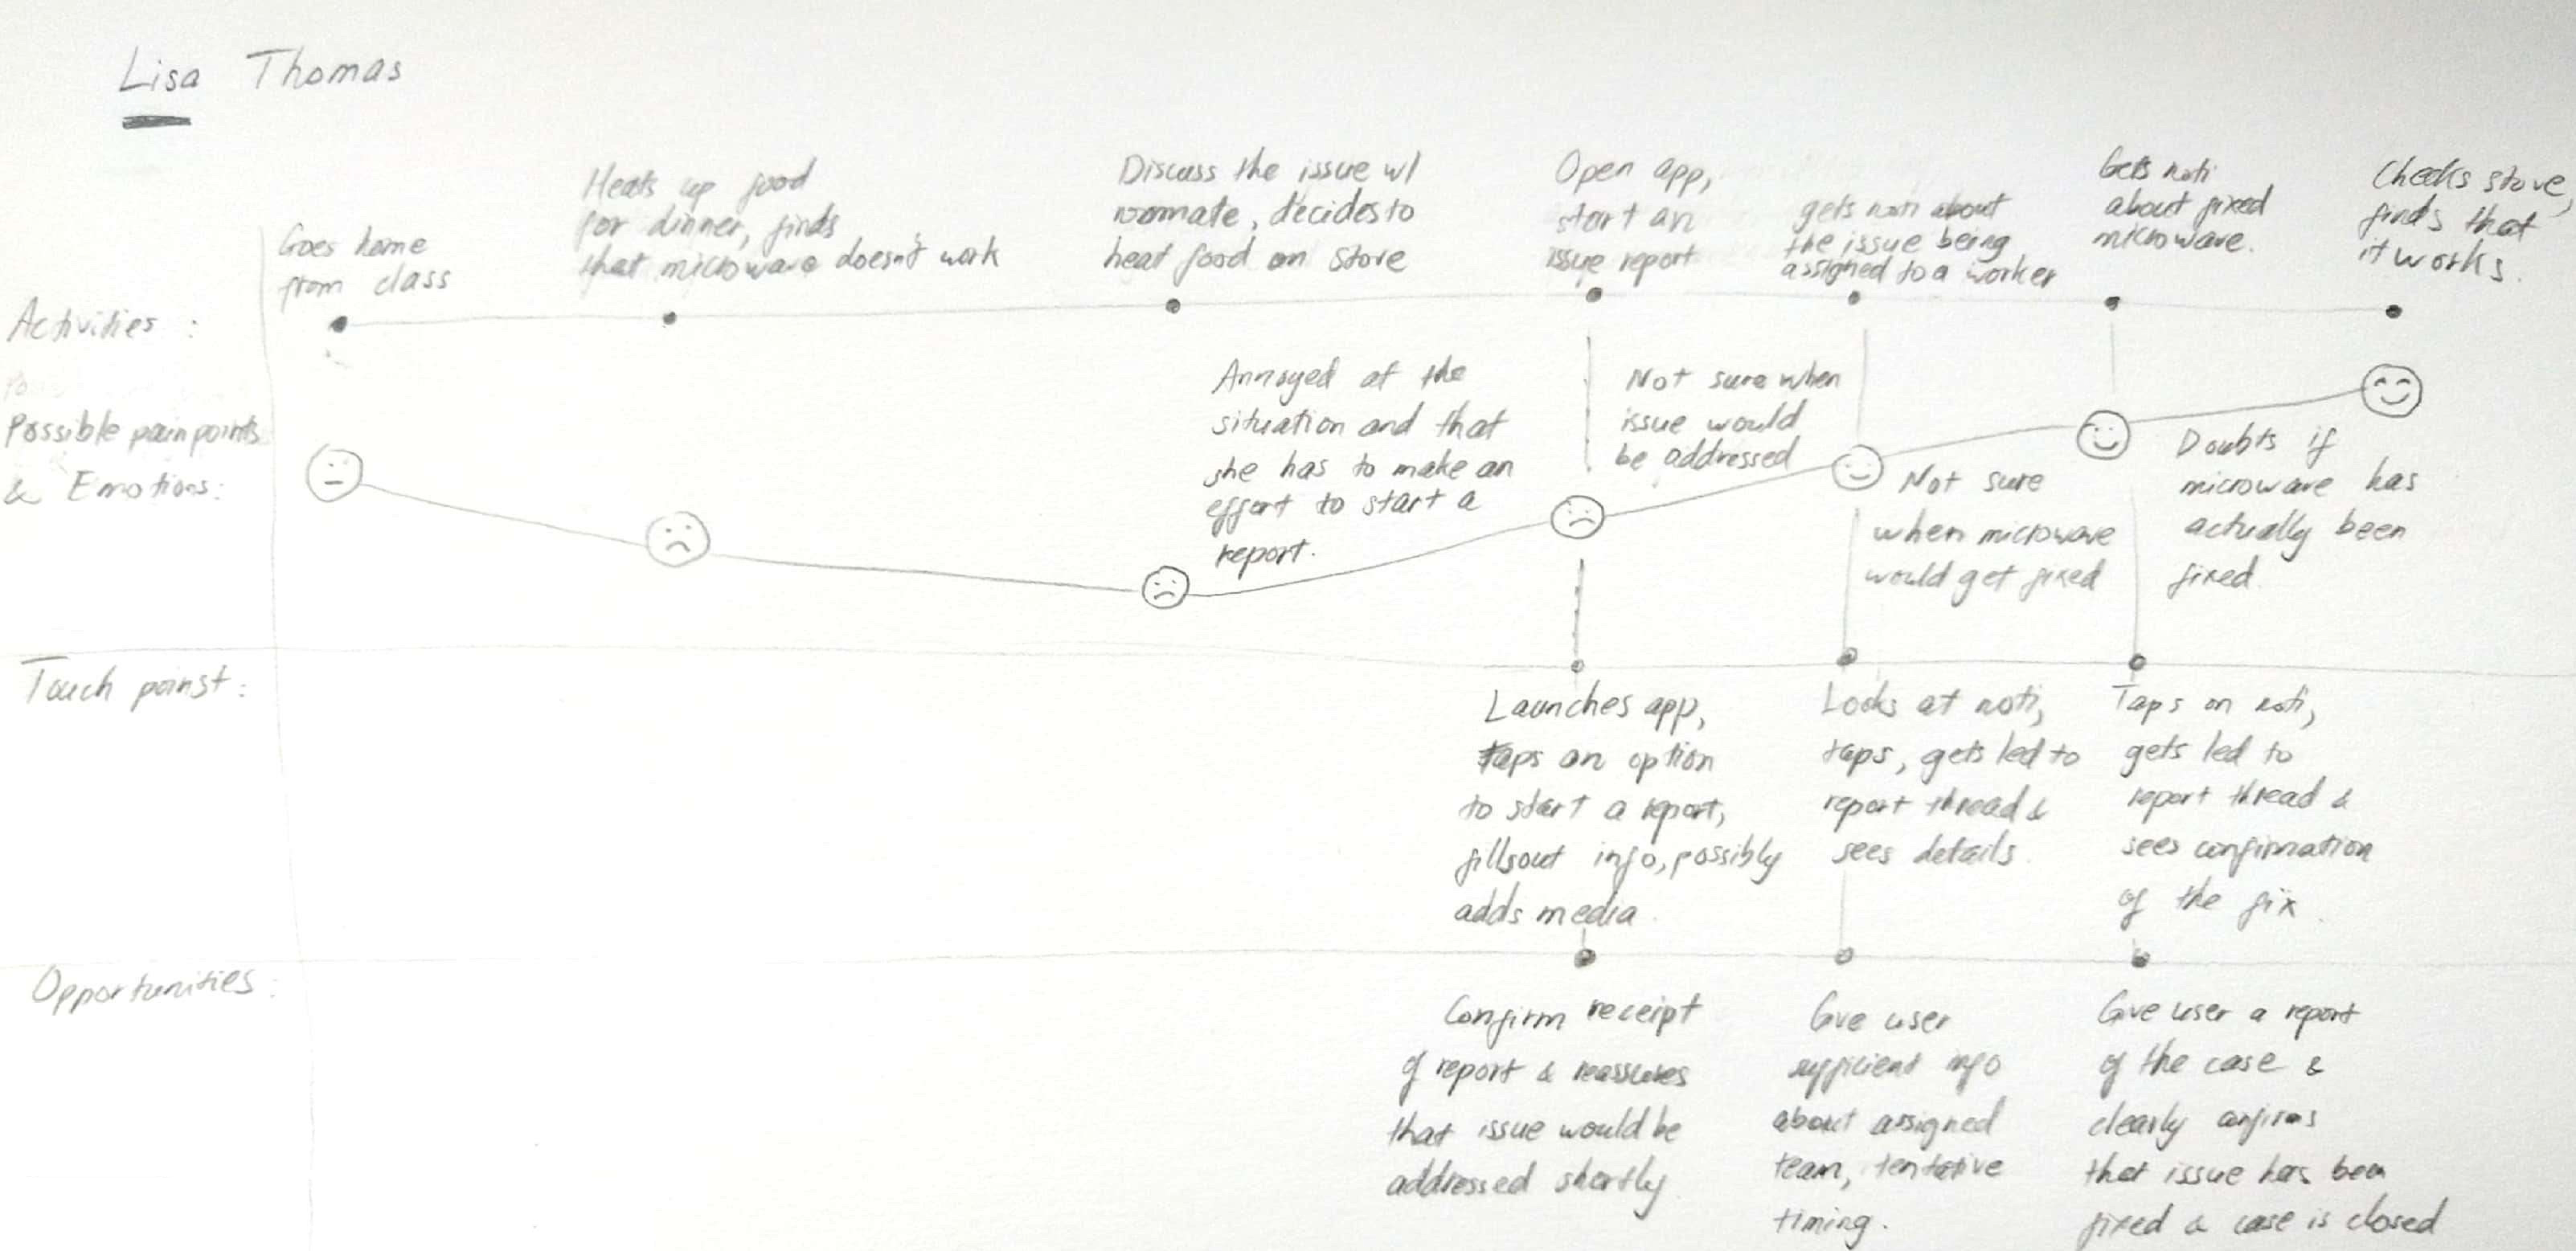 Lisa Thomas
Goes home
from class
Heats up food
for dinner, finds
that microwave doesn't work
Discuss the issue w/
roomate, decides to
heat food on stove
Open app,
start an
issue report
gets noti about
the issue being
assigned to a worker
Gets noti
about fixed
microwave.
Checks stove,
finds that
it works.
Activities :
Possible pain points
& Emotions:
Annoyed at the
situation and that
she has to make an
effort to start a
report.
Not sure when
issue would
be addressed
Not sure
when microwave
would get fixed
Doubts if
microwave has
actually been
fixed
Touch poinst:
Launches app,
taps an option
to start a report,
fills out info, possibly
adds media.
Looks at noti,
taps, gets led to
report thread &
sees details.
Taps on noti,
gets led to
report thread &
sees confirmation
of the fix.
Opportunities:
Confirm receipt
of report & reassures
that issue would be
addressed shortly
Give user
sufficient info
about assigned
team, tentative
timing.
Give user a report
of the case &
clearly confirms
that issue has been
fixed & case is closed